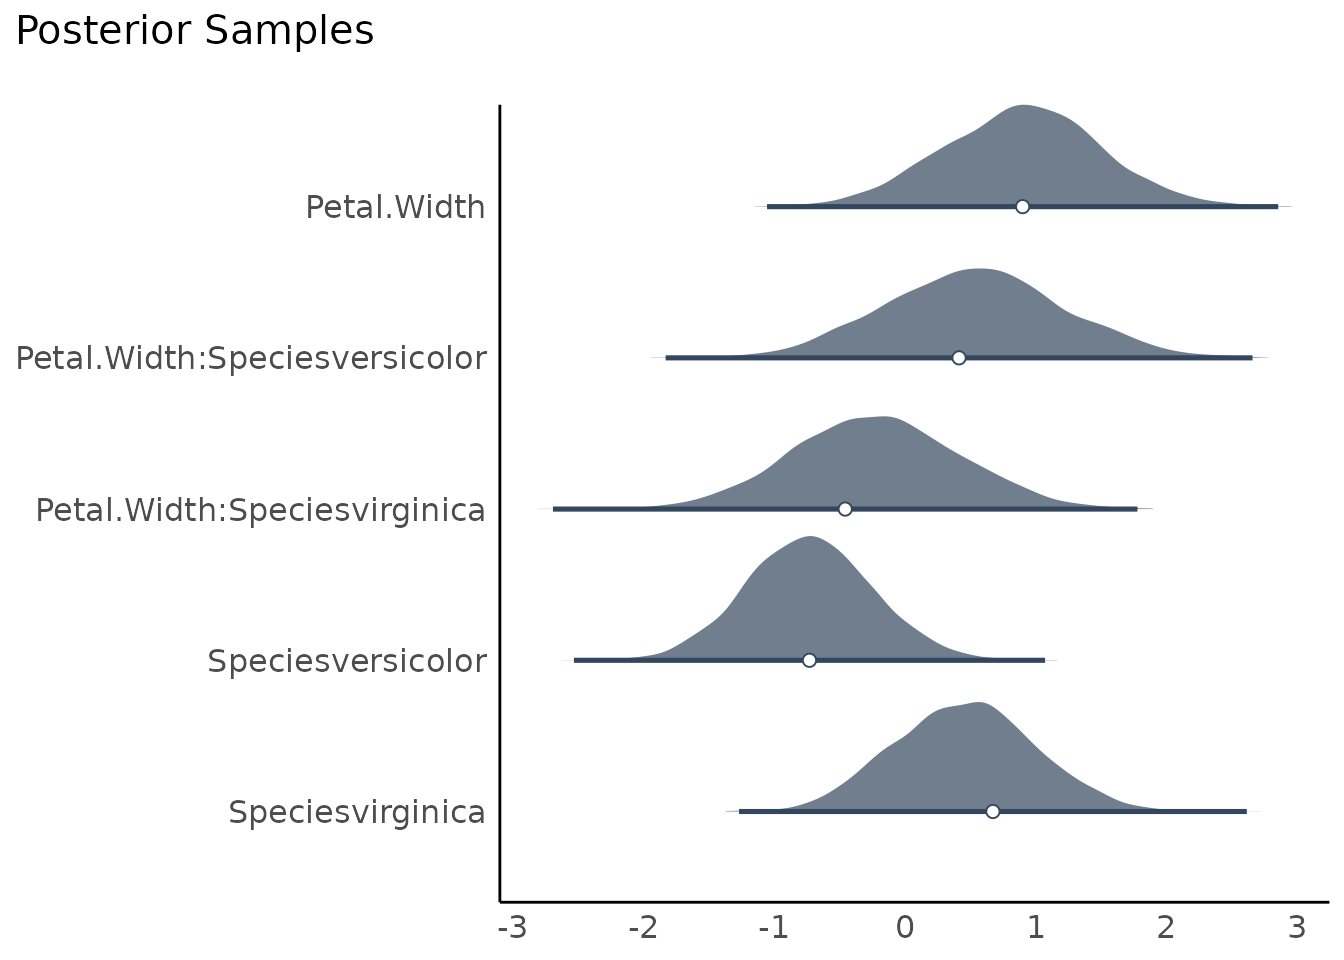 Posterior Samples
Petal.Width
Petal.Width:Speciesversicolor
Petal.Width:Speciesvirginica
Speciesversicolor
Speciesvirginica
-3 -2 -1 0 1 2 3